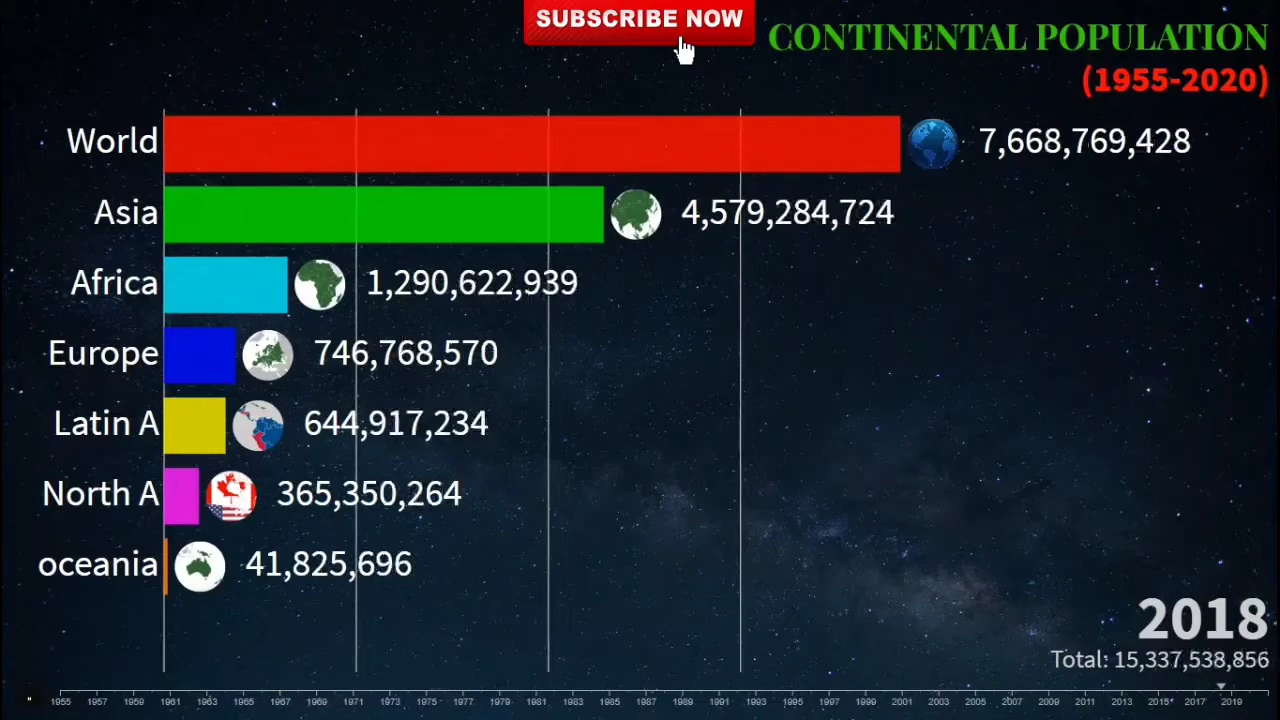 SUBSCRIBE NOW
CONTINENTAL POPULATION
(1955-2020)
World 7,668,769,428
Asia 4,579,284,724
Africa 1,290,622,939
Europe 746,768,570
Latin A 644,917,234
North A 365,350,264
oceania 41,825,696
2018
Total: 15,337,538,856
1955 1957 1959 1961 1963 1965 1967 1969 1971 1973 1975 1977 1979 1981 1983 1985 1987 1989 1991 1993 1995 1997 1999 2001 2003 2005 2007 2009 2011 2013 2015 2017 2019